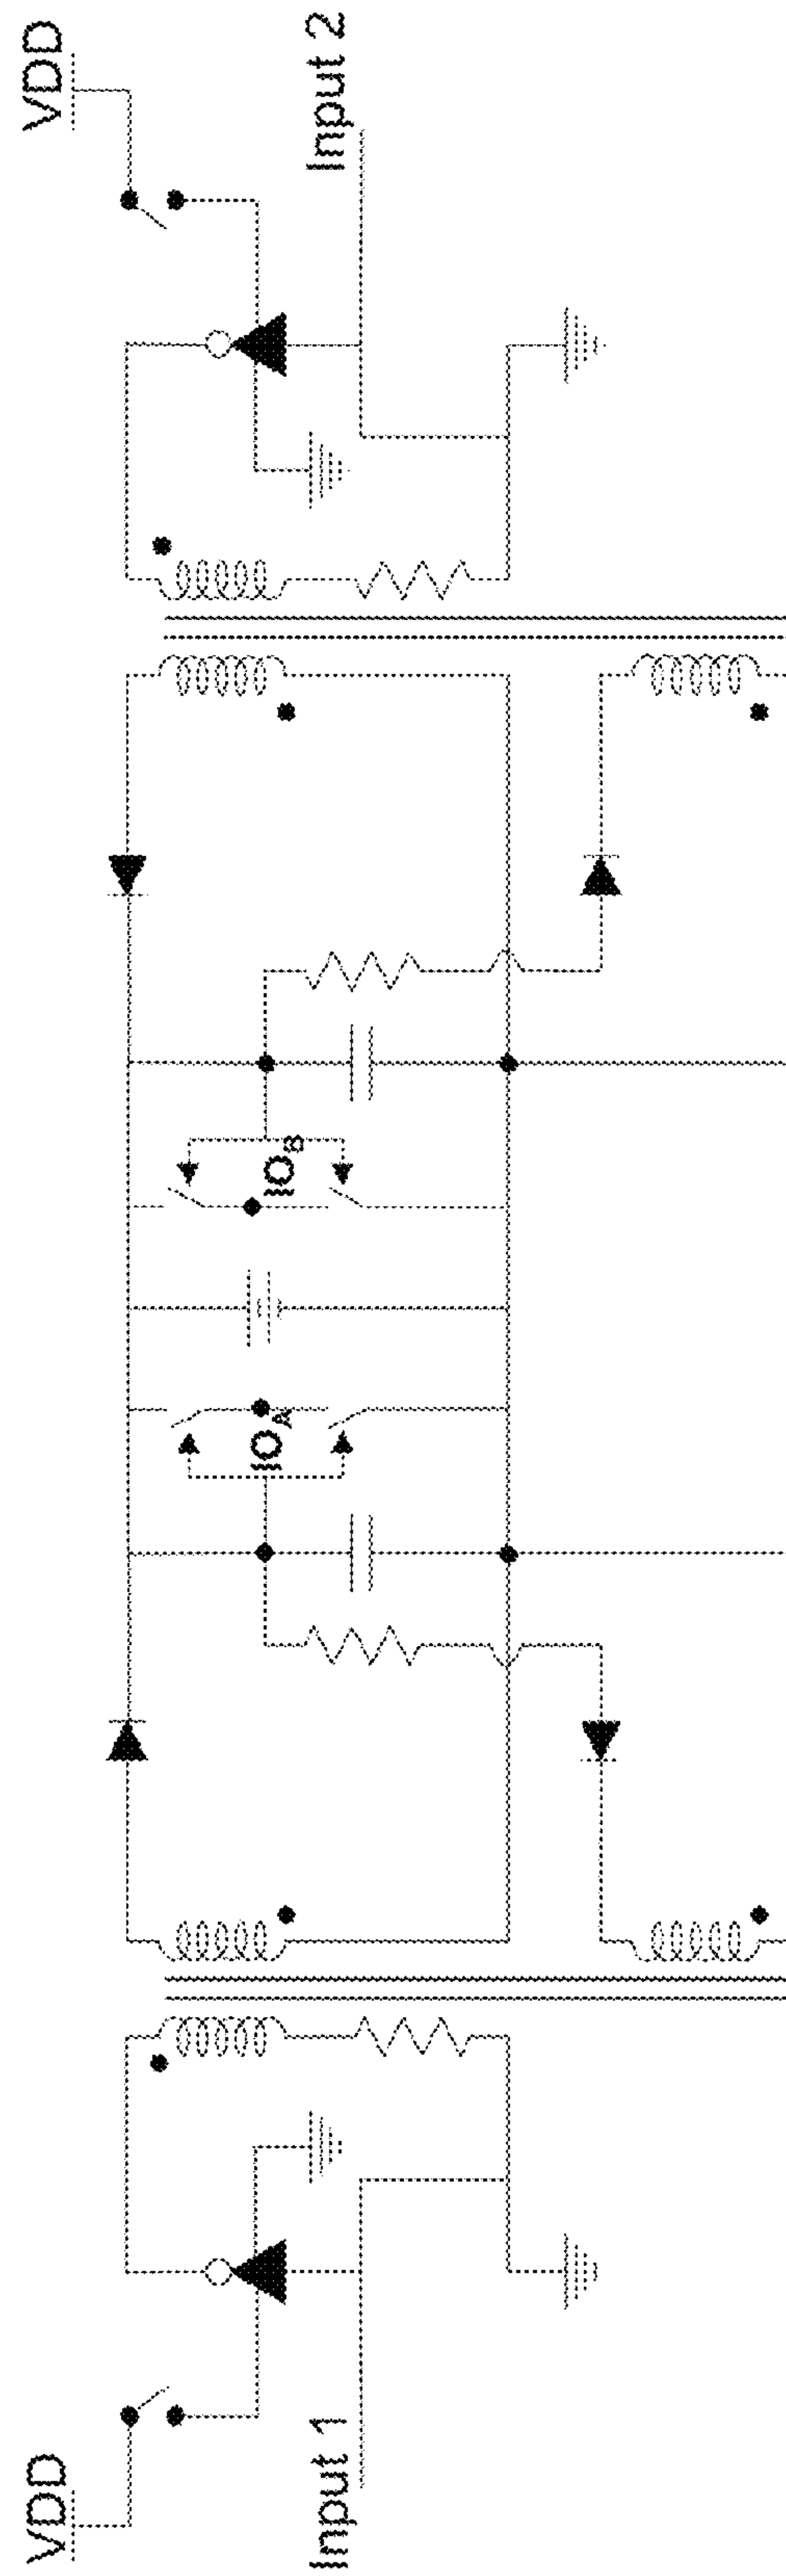 VDD
Input 1
IO_A
IO_B
VDD
Input 2